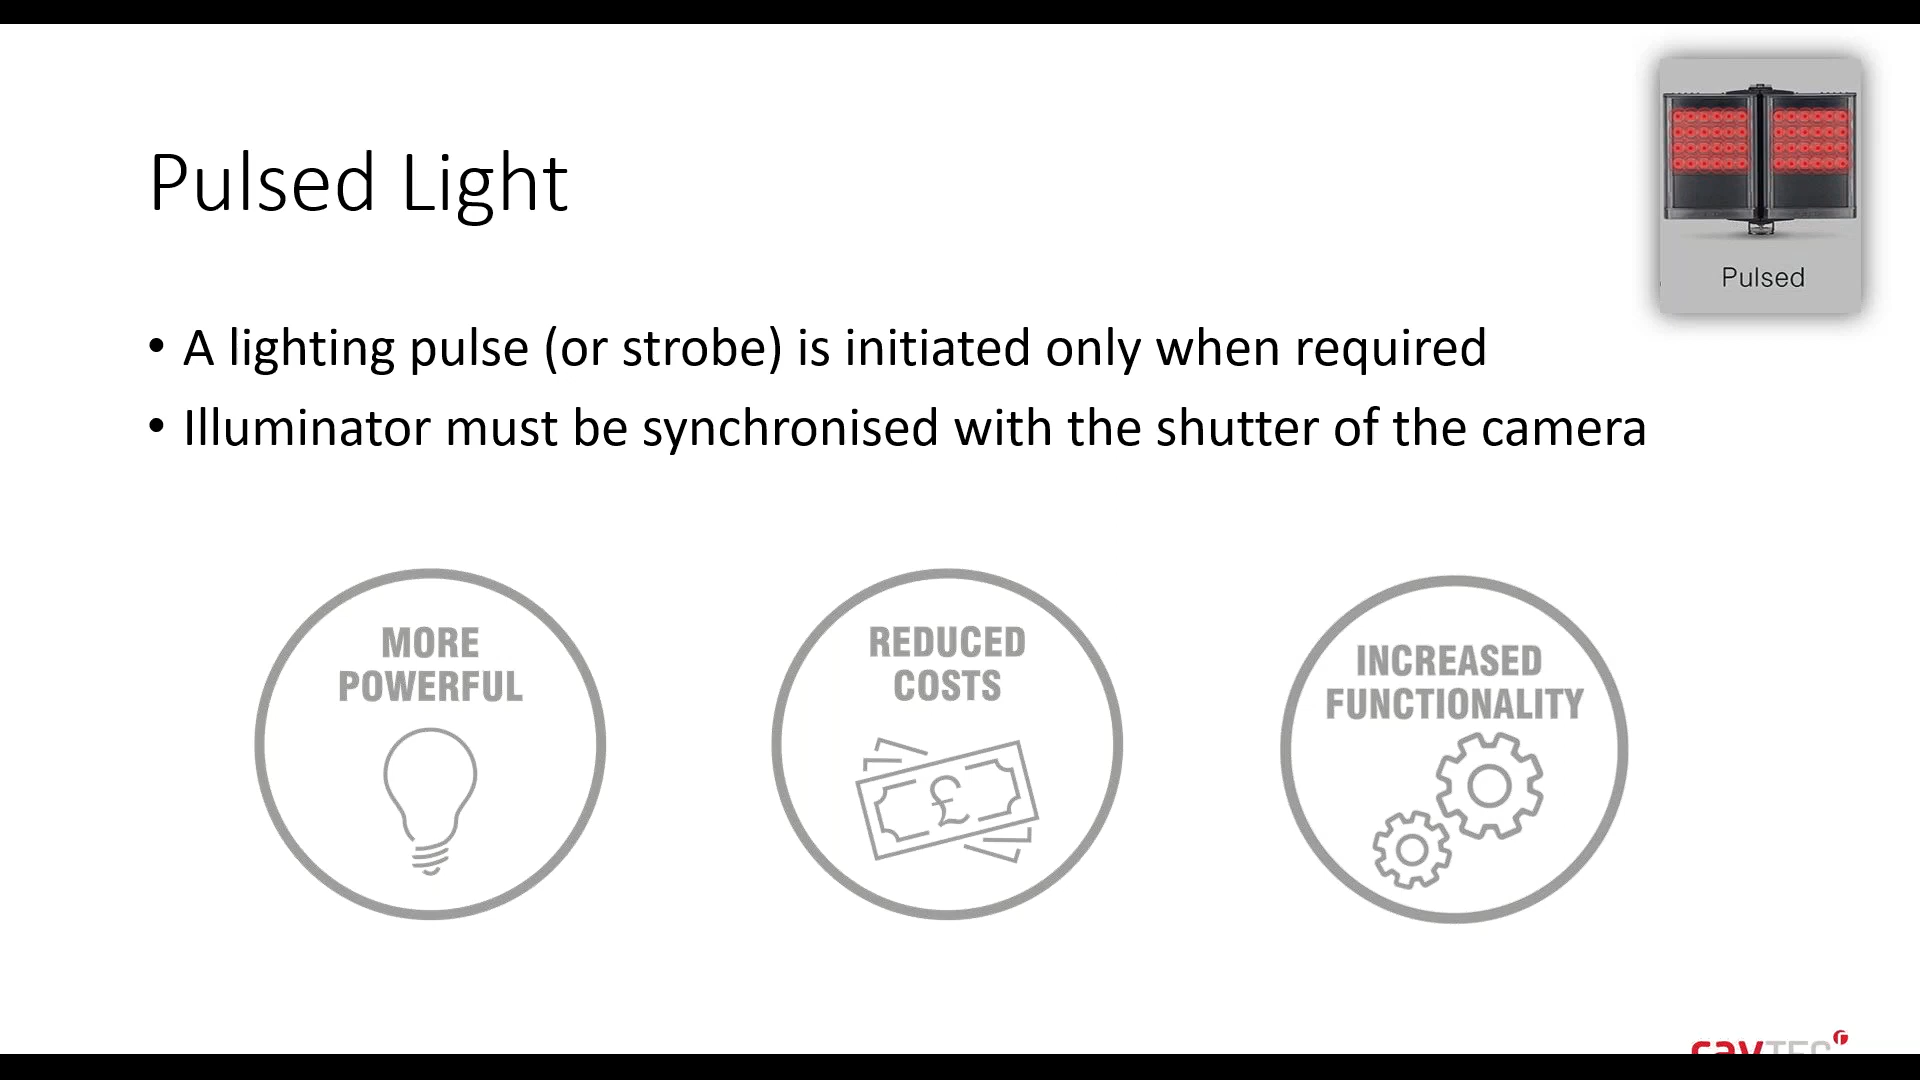 Pulsed Light
Pulsed
• A lighting pulse (or strobe) is initiated only when required
• Illuminator must be synchronised with the shutter of the camera
MORE
POWERFUL
REDUCED
COSTS
£
INCREASED
FUNCTIONALITY
rayTEC